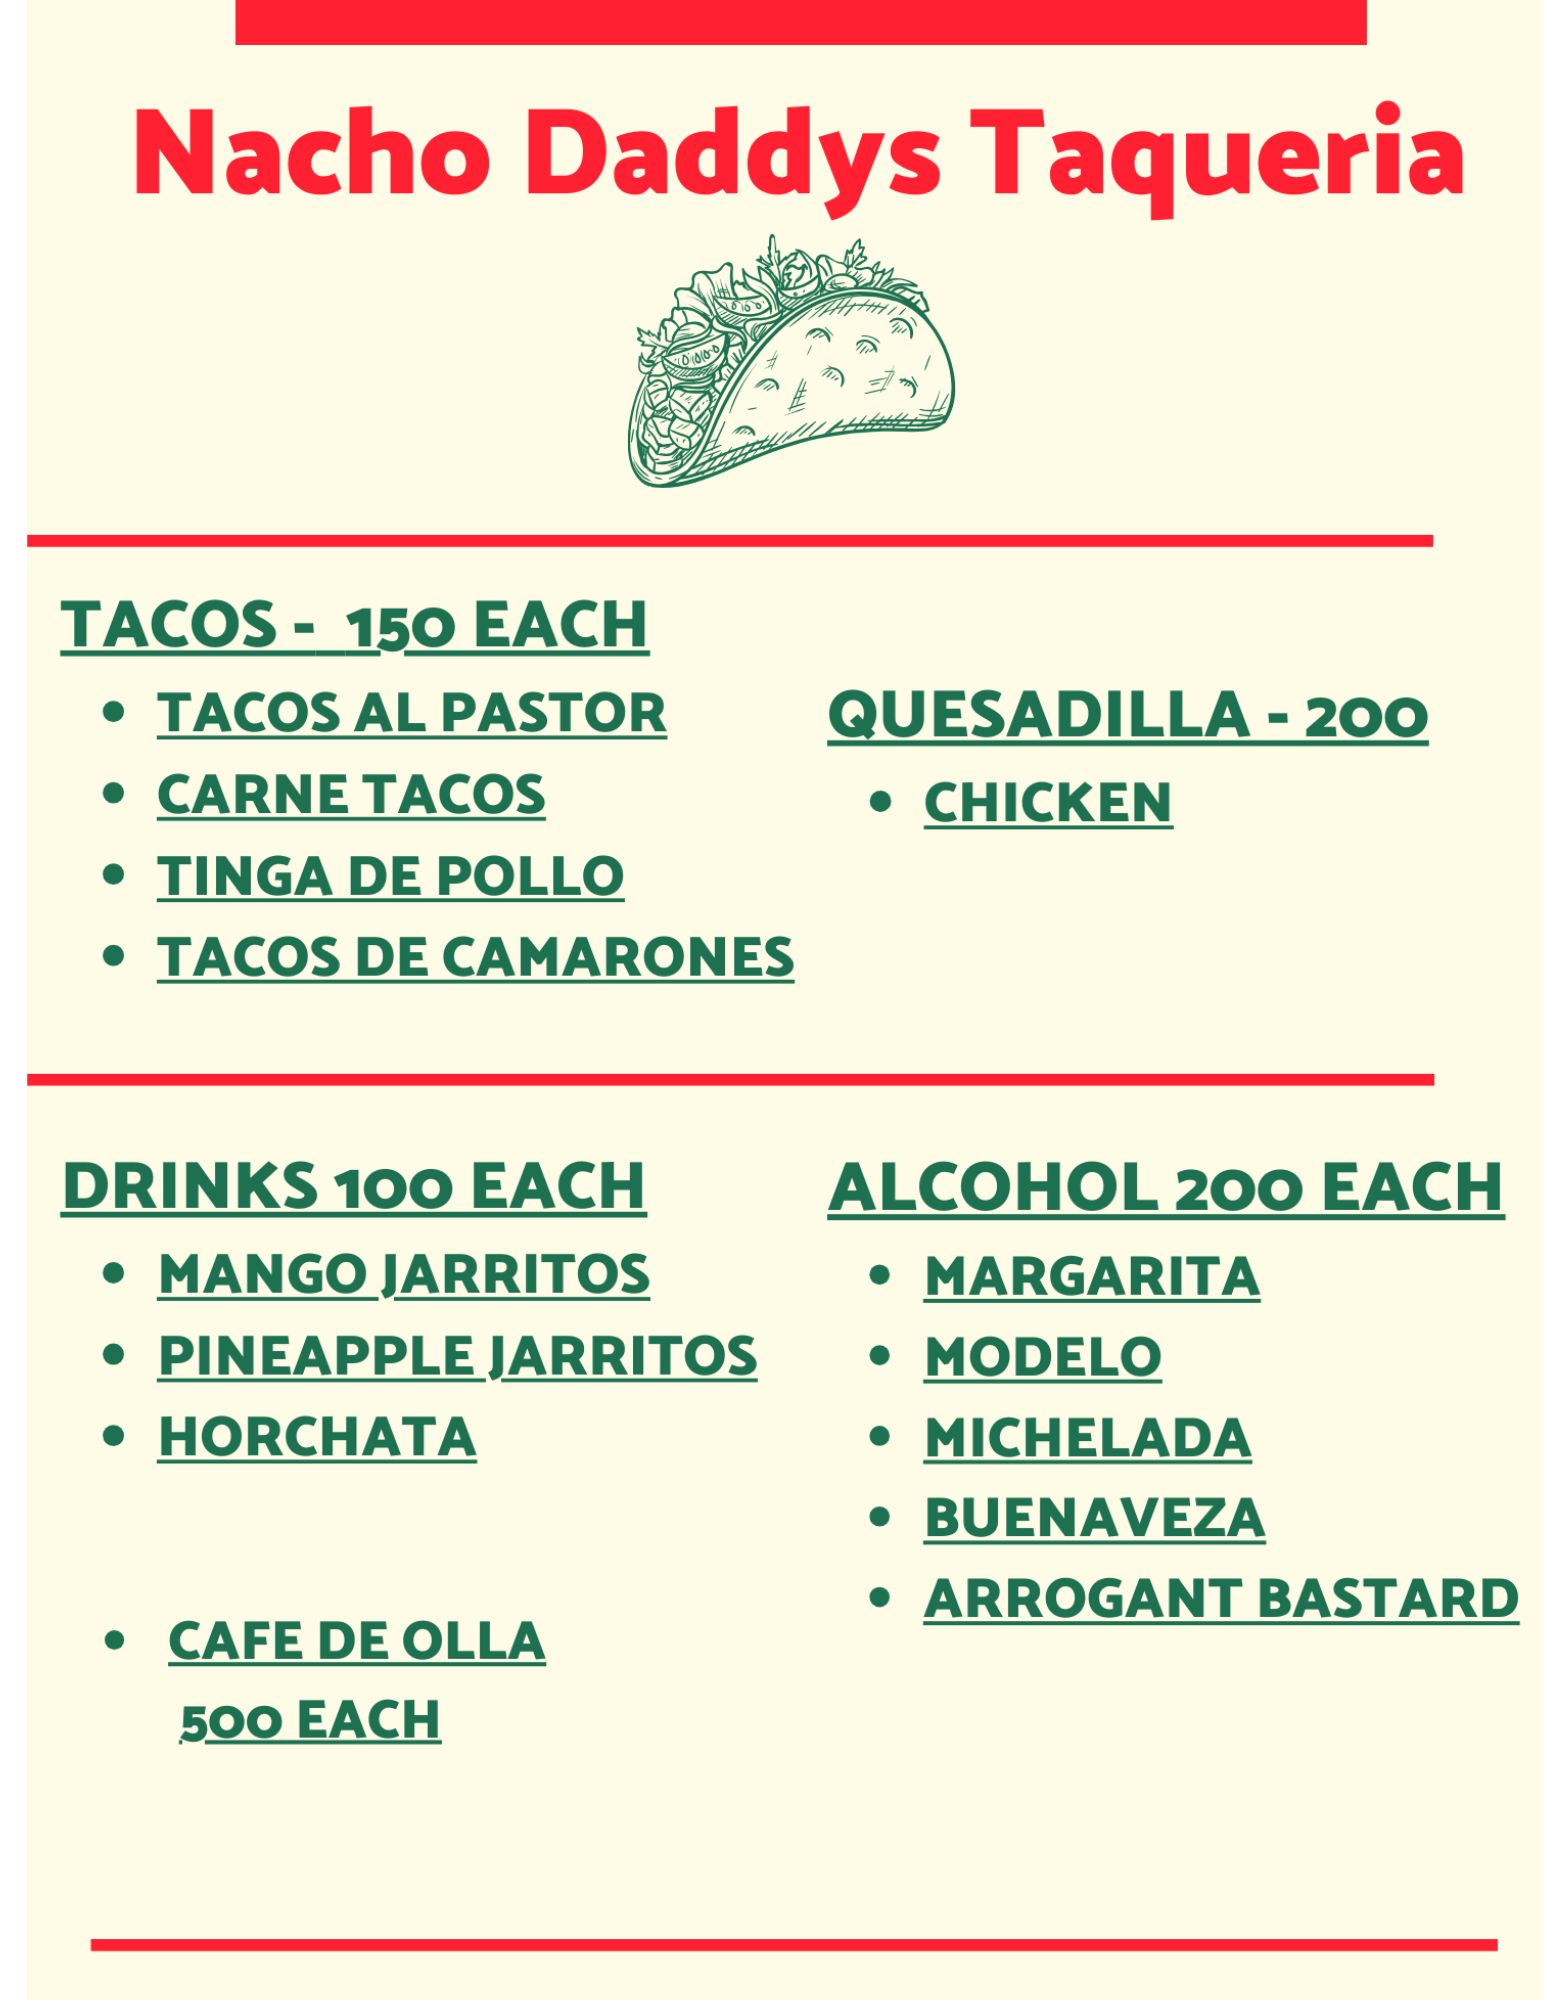 Nacho Daddys Taqueria
TACOS - 150 EACH
TACOS AL PASTOR
CARNE TACOS
TINGA DE POLLO
TACOS DE CAMARONES
QUESADILLA - 200
CHICKEN
DRINKS 100 EACH
MANGO JARRITOS
PINEAPPLE JARRITOS
HORCHATA
CAFE DE OLLA
500 EACH
ALCOHOL 200 EACH
MARGARITA
MODELO
MICHELADA
BUENAVEZA
ARROGANT BASTARD